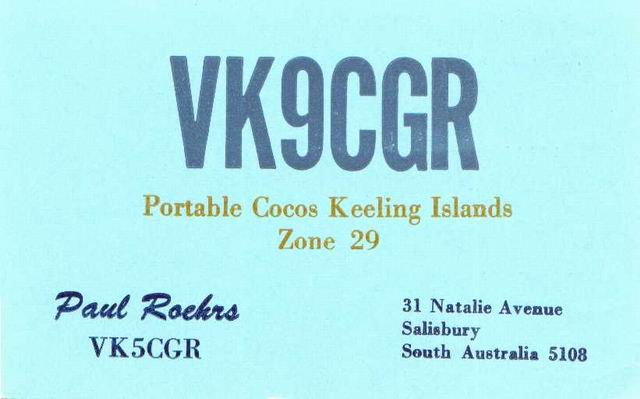 VK9CGR
Portable Cocos Keeling Islands
Zone 29
Paul Roehrs
VK5CGR
31 Natalie Avenue
Salisbury
South Australia 5108